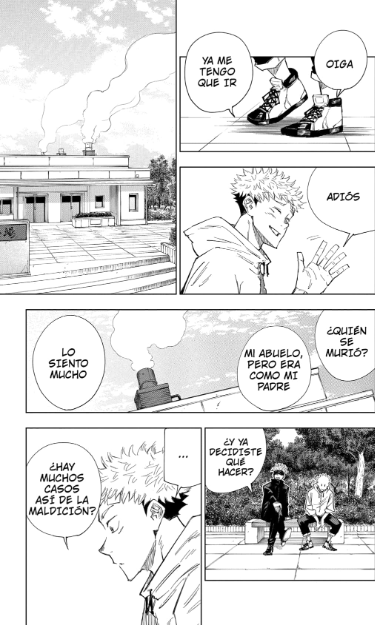 OIGA
YA ME
TENGO
QUE IR
ADIÓS
¿QUIÉN
SE
MURIÓ?
MI ABUELO,
PERO ERA
COMO MI
PADRE
LO
SIENTO
MUCHO
¿Y YA
DECIDISTE
QUÉ
HACER?
...
¿HAY
MUCHOS
CASOS
ASÍ DE LA
MALDICIÓN?